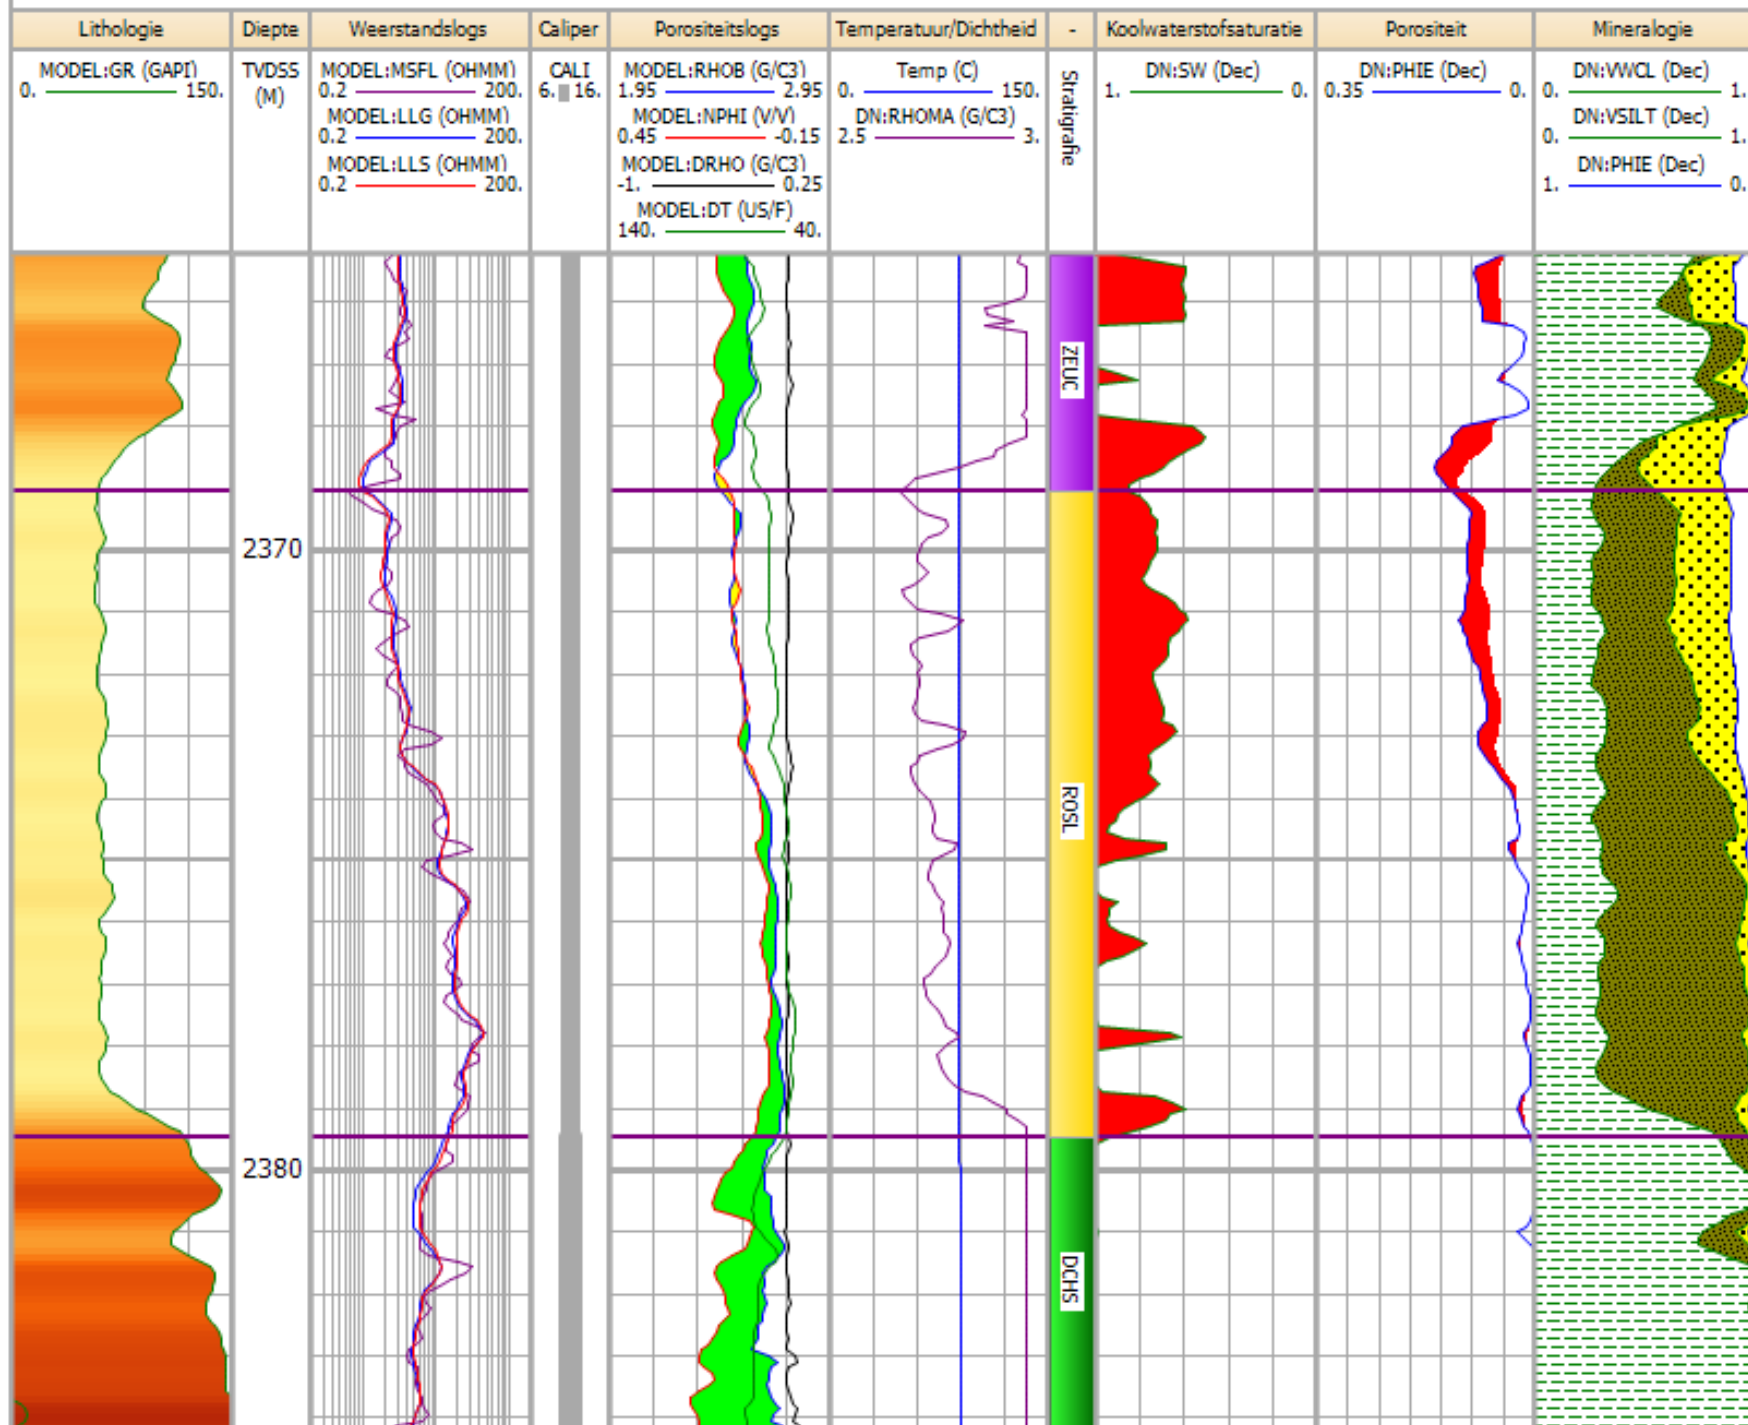 Lithologie Diepte Weerstandslogs Caliper Porositeitslogs Temperatuur/Dichtheid - Koolwaterstofsaturatie Porositeit Mineralogie
MODEL:GR (GAPI) TVDSS MODEL:MSFL (OHMM) CALI MODEL:RHOB (G/C3) Temp (C) DN:SW (Dec) DN:PHIE (Dec) DN:VWCL (Dec)
0. 150. (M) 0.2 200. 6. 16. 1.95 2.95 0. 150. 1. 0. 0.35 0. 0. 1.
MODEL:LLG (OHMM) MODEL:NPHI (V/V) DN:RHOMA (G/C3) DN:VSILT (Dec)
0.2 200. 0.45 -0.15 2.5 3. 0. 1.
MODEL:LLS (OHMM) MODEL:DRHO (G/C3) DN:PHIE (Dec)
0.2 200. -1. 0.25 1. 0.
MODEL:DT (US/F)
140. 40.
Stratigrafie
ZEUC
2370
ROSL
2380
DCHS